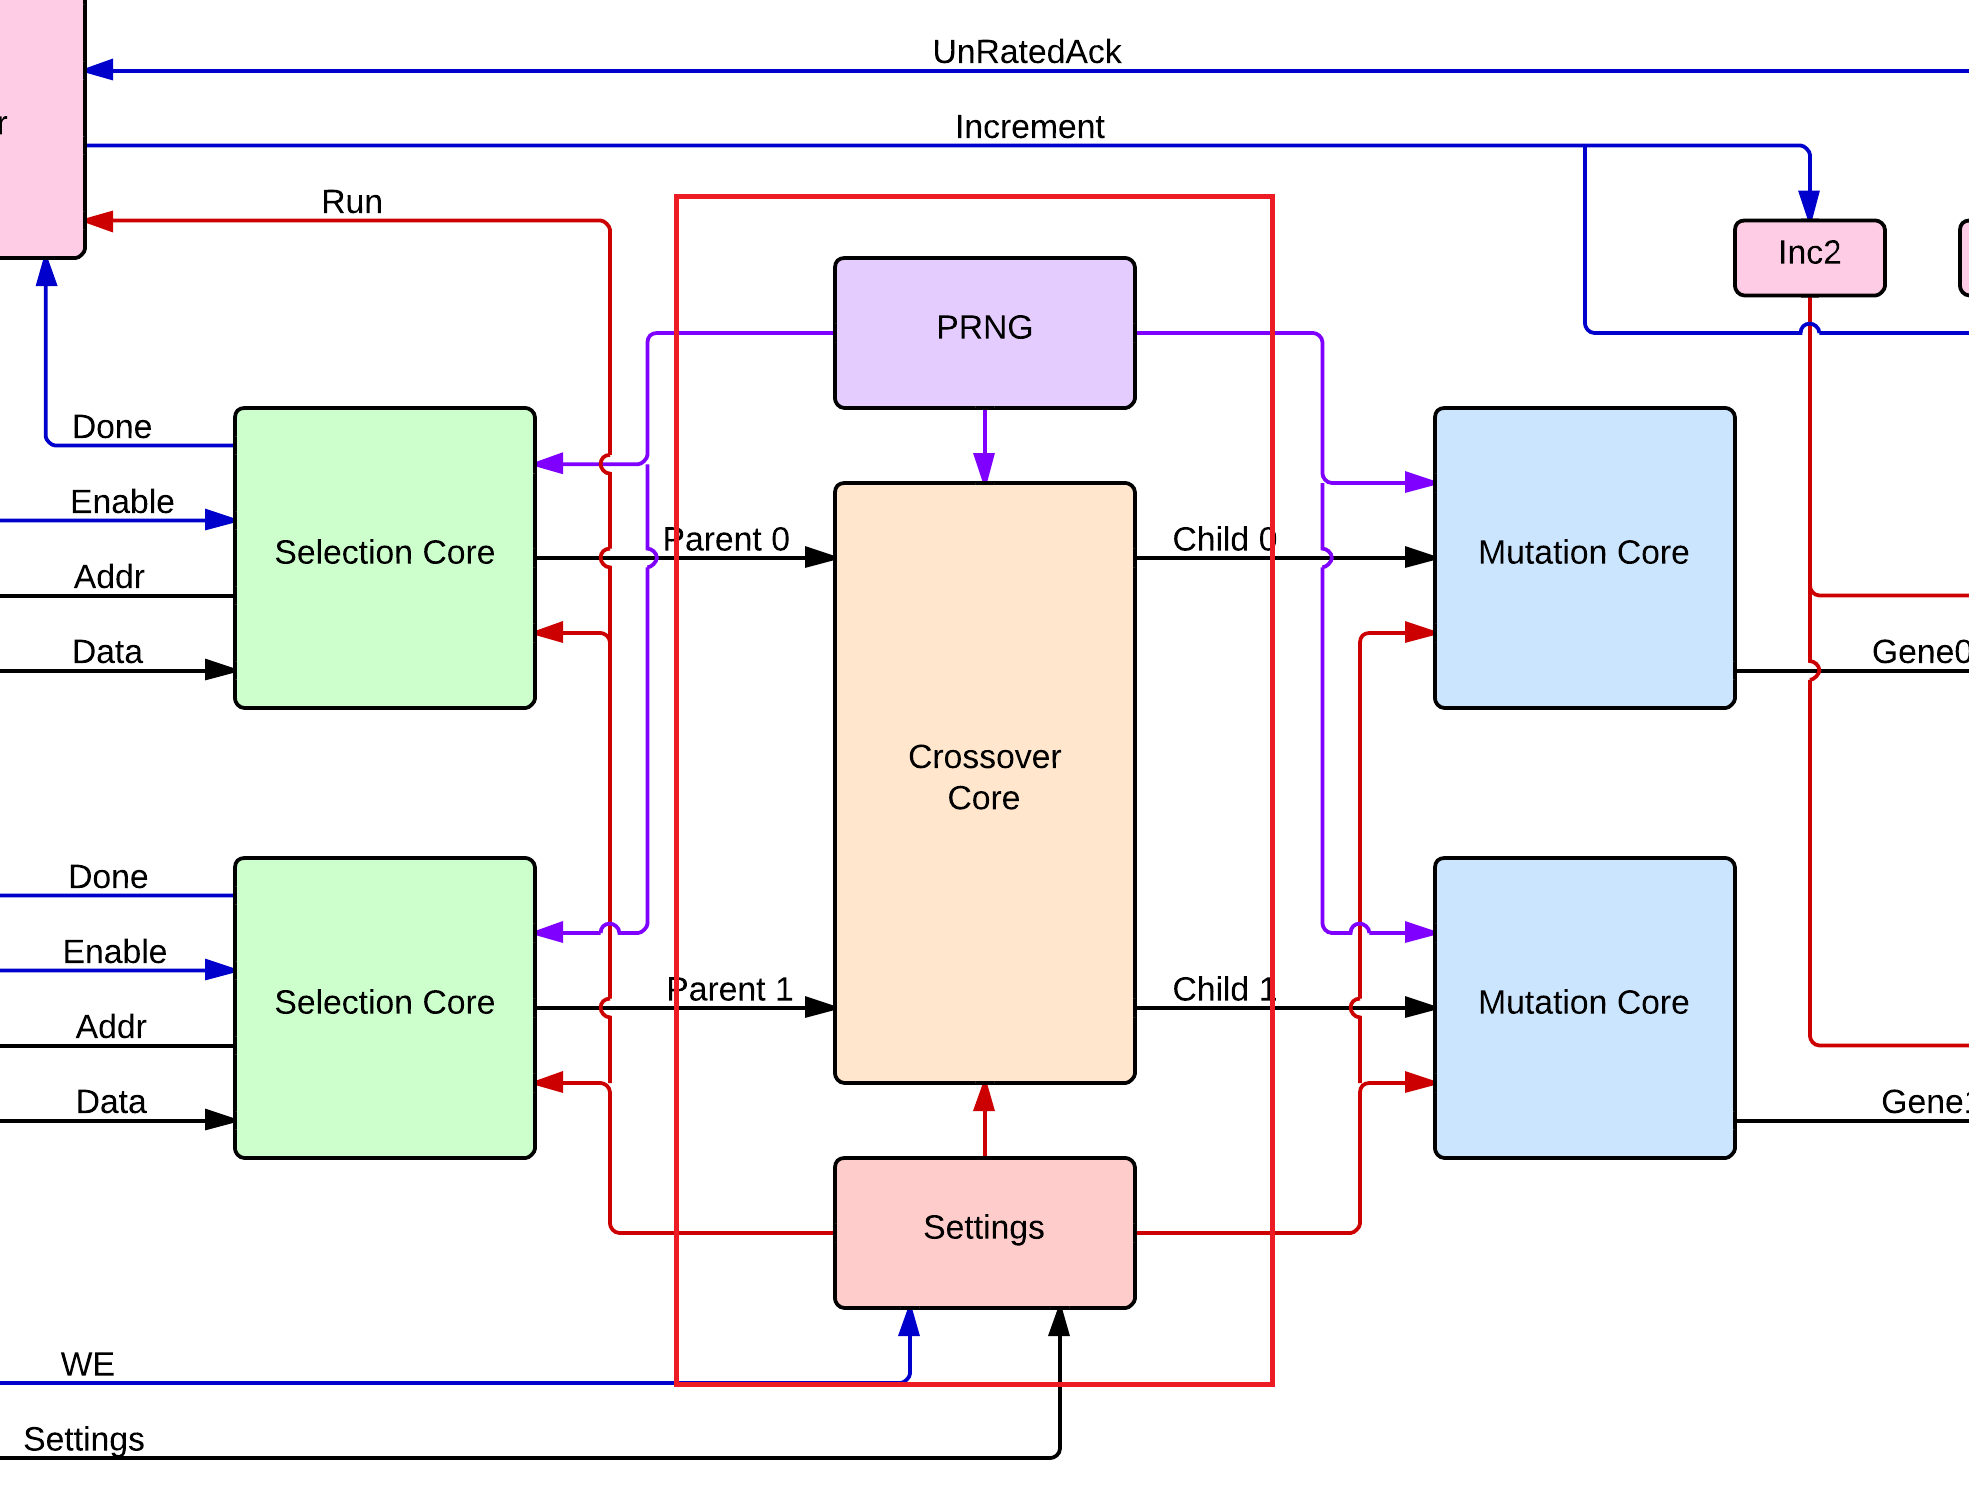 UnRatedAck
Increment
r
Run
Inc2
PRNG
Done
Enable
Selection Core
Parent 0
Child 0
Mutation Core
Addr
Data
Gene0
Crossover
Core
Done
Enable
Selection Core
Parent 1
Child 1
Mutation Core
Addr
Data
Gene1
Settings
WE
Settings